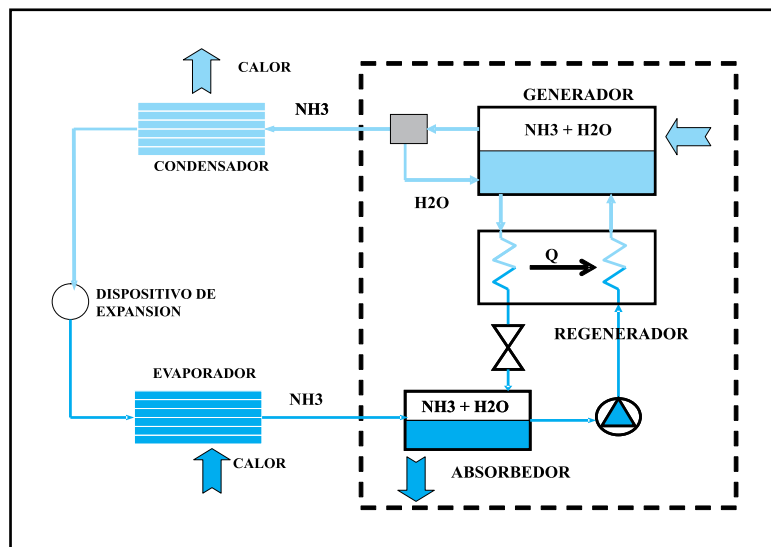 CALOR
GENERADOR
NH3
NH3 + H2O
CONDENSADOR
H2O
Q
DISPOSITIVO DE
EXPANSION
REGENERADOR
EVAPORADOR
NH3
NH3 + H2O
CALOR
ABSORBEDOR